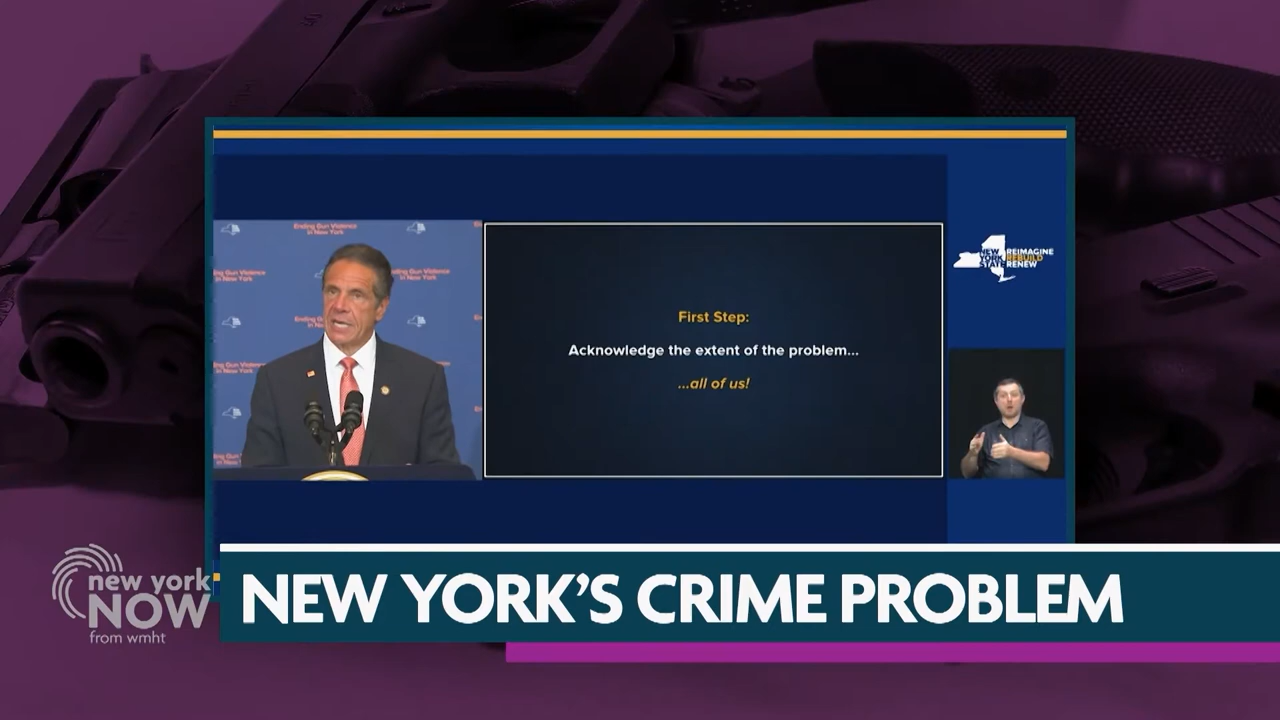 Ending Gun Violence
in New York
First Step:
Acknowledge the extent of the problem...
...all of us!
NEW
YORK
STATE
REIMAGINE
REBUILD
RENEW
new york
NOW
from wmht
NEW YORK'S CRIME PROBLEM